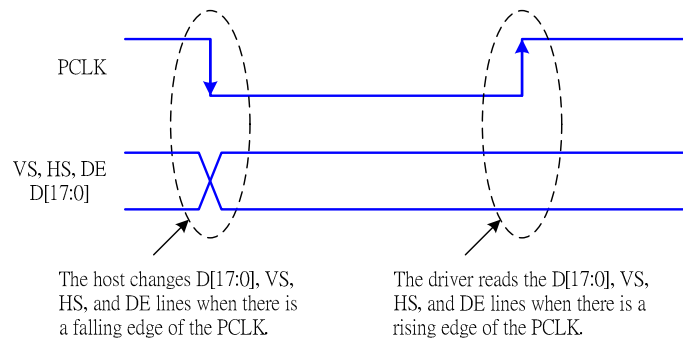 PCLK
VS, HS, DE
D[17:0]
The host changes D[17:0], VS,
HS, and DE lines when there is
a falling edge of the PCLK.
The driver reads the D[17:0], VS,
HS, and DE lines when there is a
rising edge of the PCLK.